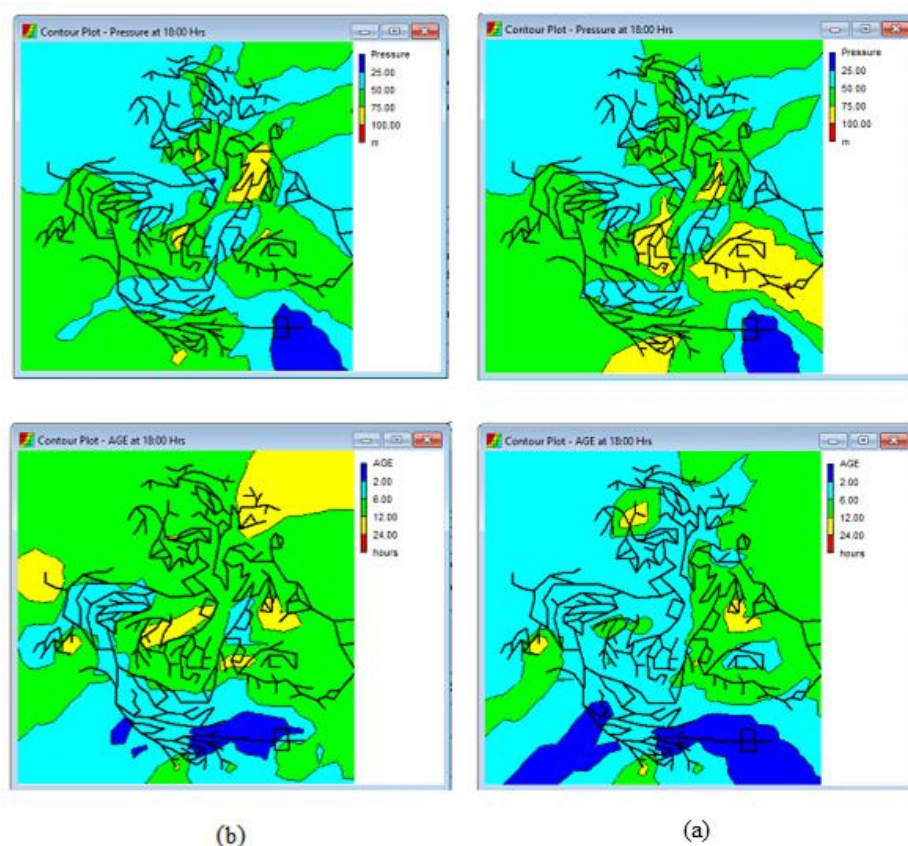 Contour Plot - Pressure at 18:00 Hrs
Pressure
25.00
50.00
75.00
100.00
m
Contour Plot - Pressure at 18:00 Hrs
Pressure
25.00
50.00
75.00
100.00
m
Contour Plot - AGE at 18:00 Hrs
AGE
2.00
6.00
12.00
24.00
hours
Contour Plot - AGE at 18:00 Hrs
AGE
2.00
6.00
12.00
24.00
hours
(b)
(a)